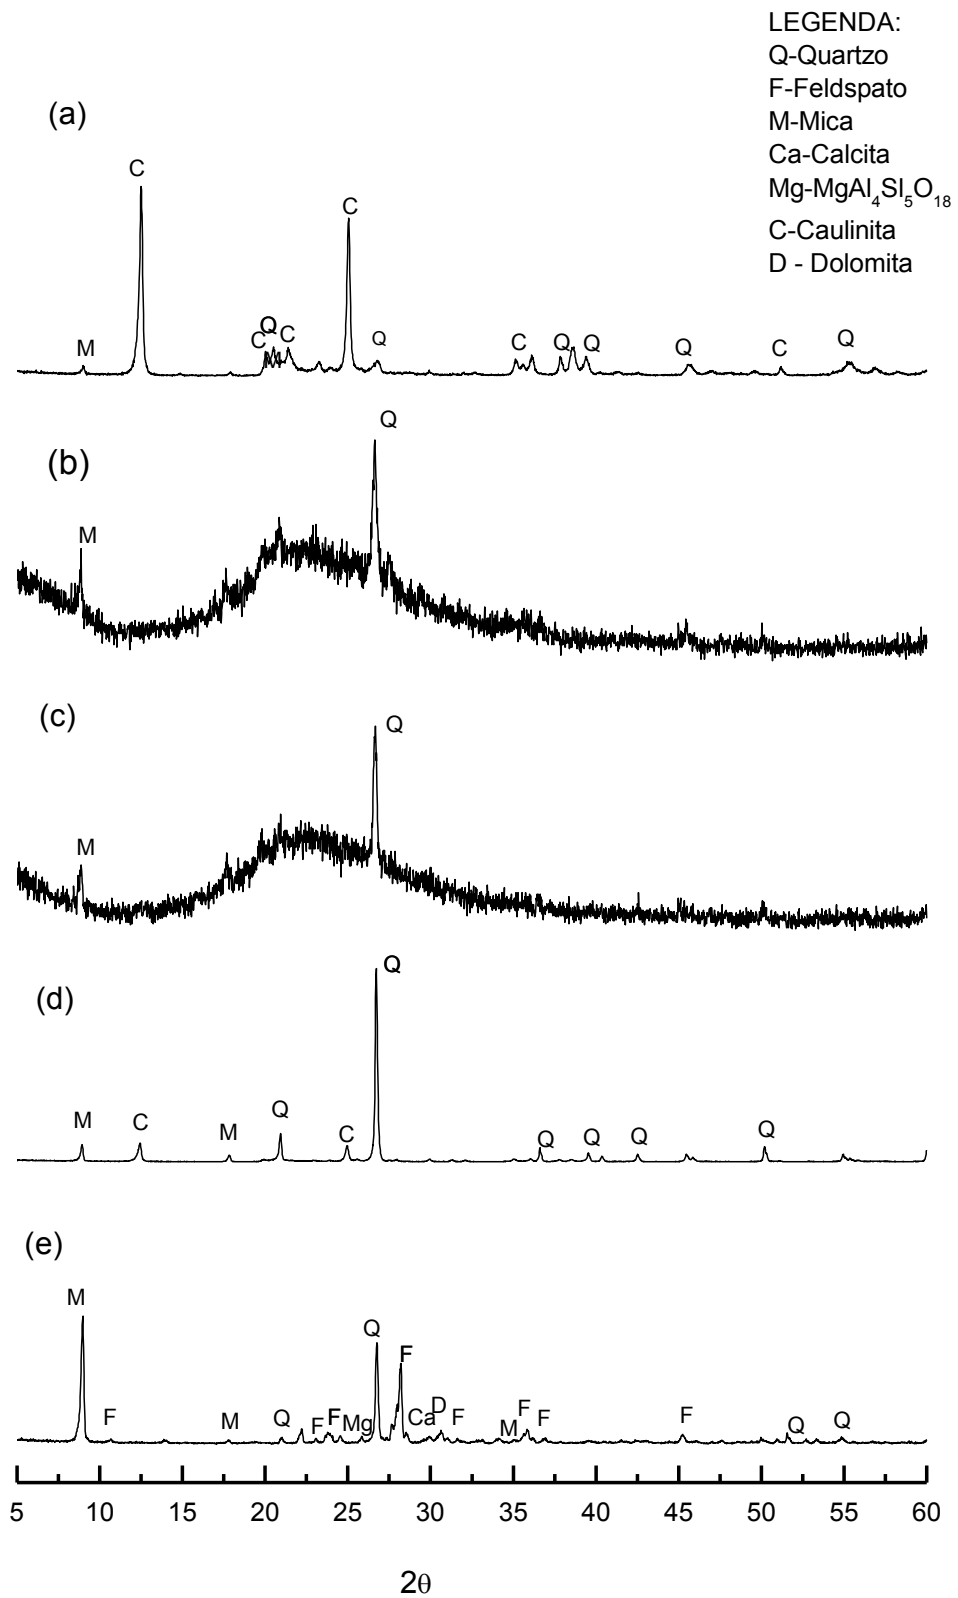 LEGENDA:
Q-Quartzo
F-Feldspato
M-Mica
Ca-Calcita
Mg-MgAl₄Sl₅O₁₈
C-Caulinita
D - Dolomita
(a)
M C C Q C C Q C Q Q Q C Q
(b)
M Q
(c)
M Q
(d)
M C M Q C Q Q Q Q Q
(e)
M F M Q F F Mg Q F Ca D F M F F F Q Q
5 10 15 20 25 30 35 40 45 50 55 60
2θ